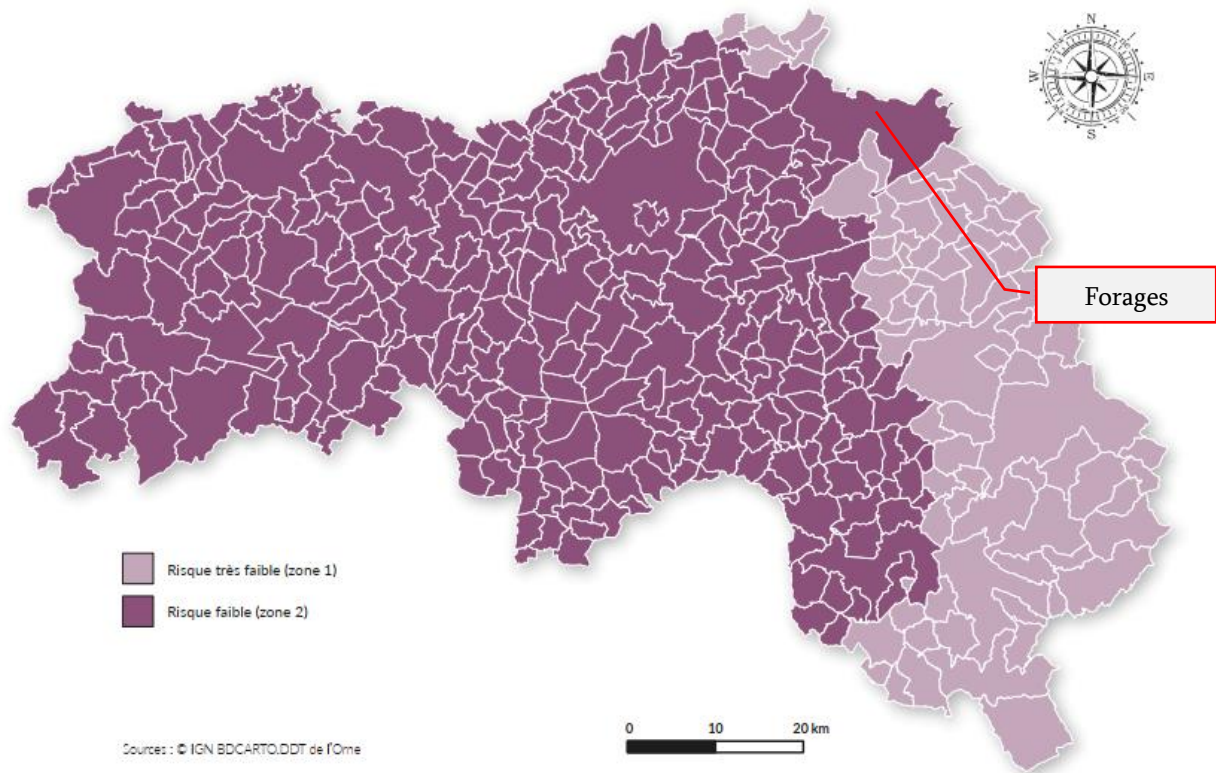 N
W
E
S
Forages
Risque très faible (zone 1)
Risque faible (zone 2)
0 10 20 km
Sources : © IGN BDCARTO.DDT de l'Orne